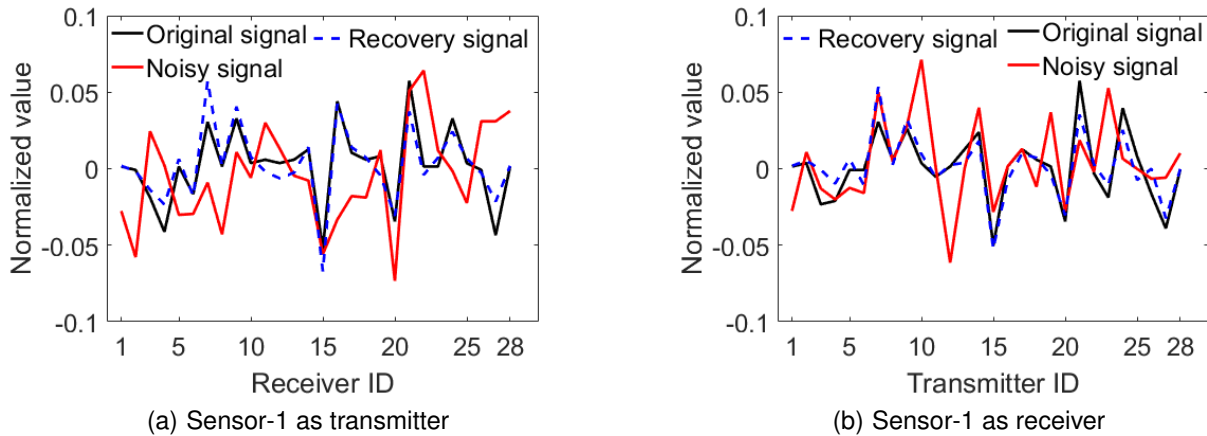 0.1
Original signal
Recovery signal
Noisy signal
0.05
0
-0.05
-0.1
Normalized value
1 5 10 15 20 25 28
Receiver ID
(a) Sensor-1 as transmitter
0.1
Recovery signal
Original signal
Noisy signal
0.05
0
-0.05
-0.1
Normalized value
1 5 10 15 20 25 28
Transmitter ID
(b) Sensor-1 as receiver